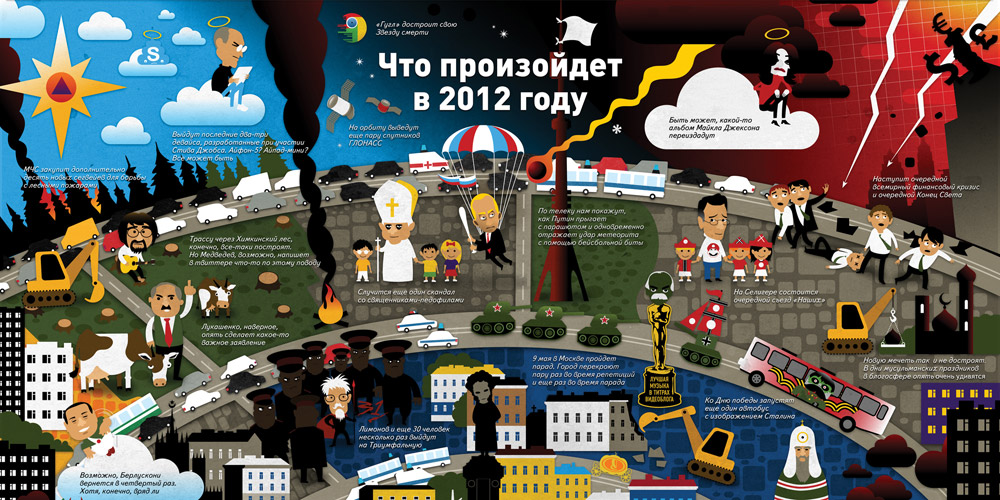 «Гугл» достроит свою
Звезду смерти
Что произойдет
в 2012 году
.S.
Выйдут последние два-три
девайса, разработанные при участии
Стива Джобса. Айфон-5? Айпад-мини?
Всё может быть
МЧС закупит дополнительно
десять новых сегвеев для борьбы
с лесными пожарами
На орбиту выведут
еще пару спутников
ГЛОНАСС
Быть может, какой-то
альбом Майкла Джексона
переиздадут
Наступит очередной
всемирный финансовый кризис
и очередной Конец Света
Трассу через Химкинский лес,
конечно, все-таки построят.
Но Медведев, возможно, напишет
в твиттере что-то по этому поводу
По телеку нам покажут,
как Путин прыгает
с парашютом и одновременно
отражает удар метеорита
с помощью бейсбольной биты
Случится еще один скандал
со священниками-педофилами
На Селигере состоится
очередной съезд «Наших»
Лукашенко, наверное,
опять сделает какое-то
важное заявление
9 мая в Москве пройдет
парад. Город перекроют
пару раз во время репетиций
и еще раз во время парада
Новую мечеть так и не достроят.
В дни мусульманских праздников
в блогосфере опять очень удивятся
ЛУЧШАЯ
МУЗЫКА
В ТИТРАХ
ВИДЕОБЛОГА
Ко Дню победы запустят
еще один автобус
с изображением Сталина
31
Лимонов и еще 30 человек
несколько раз выйдут
на Триумфальную
Возможно, Берлускони
вернется в четвертый раз.
Хотя, конечно, вряд ли